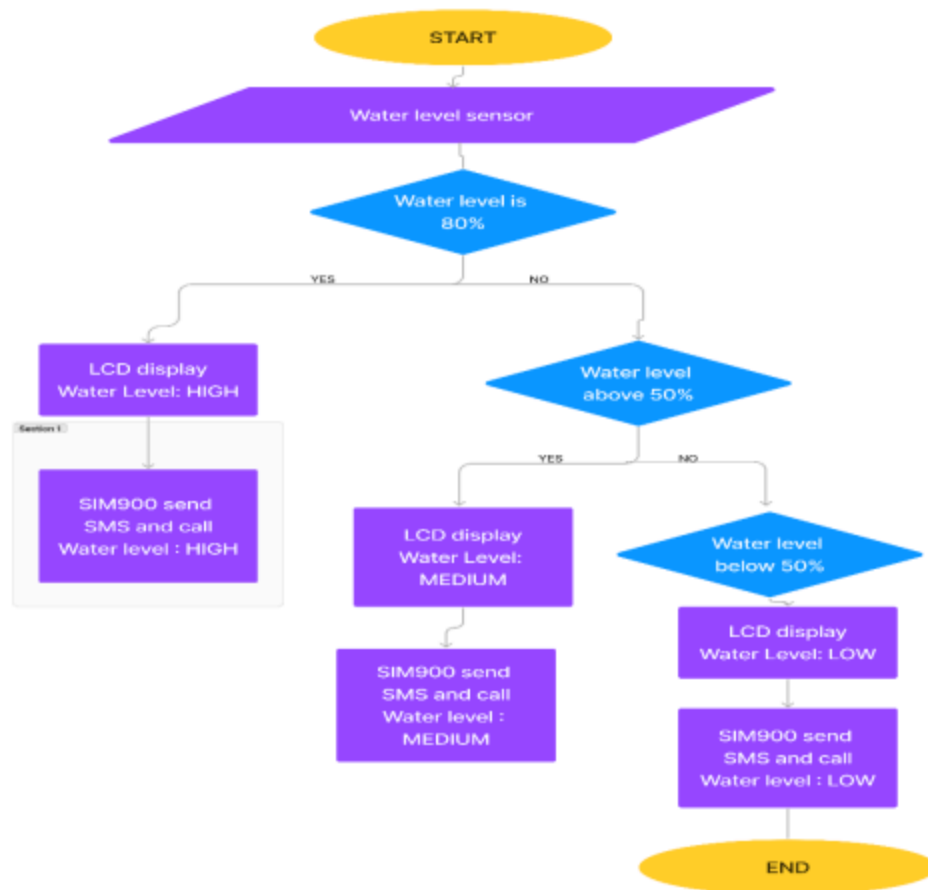 START
Water level sensor
Water level is
80%
YES
NO
LCD display
Water Level: HIGH
Section 1
SIM900 send
SMS and call
Water level : HIGH
Water level
above 50%
YES
NO
LCD display
Water Level:
MEDIUM
SIM900 send
SMS and call
Water level :
MEDIUM
Water level
below 50%
LCD display
Water Level: LOW
SIM900 send
SMS and call
Water level : LOW
END